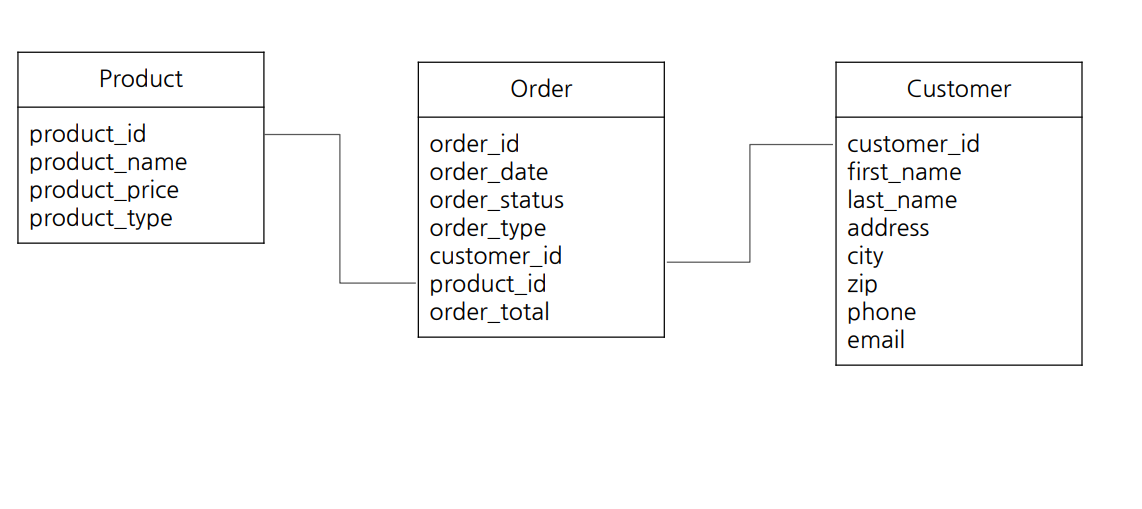 Product
product_id
product_name
product_price
product_type
Order
order_id
order_date
order_status
order_type
customer_id
product_id
order_total
Customer
customer_id
first_name
last_name
address
city
zip
phone
email